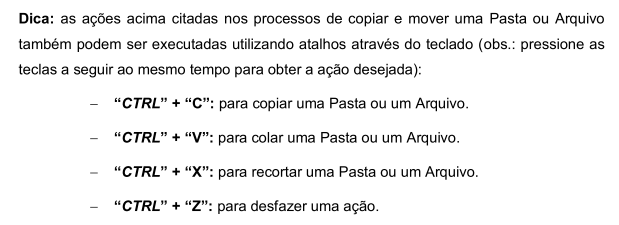 Dica: as ações acima citadas nos processos de copiar e mover uma Pasta ou Arquivo
também podem ser executadas utilizando atalhos através do teclado (obs.: pressione as
teclas a seguir ao mesmo tempo para obter a ação desejada):
– “CTRL” + “C”: para copiar uma Pasta ou um Arquivo.
– “CTRL” + “V”: para colar uma Pasta ou um Arquivo.
– “CTRL” + “X”: para recortar uma Pasta ou um Arquivo.
– “CTRL” + “Z”: para desfazer uma ação.